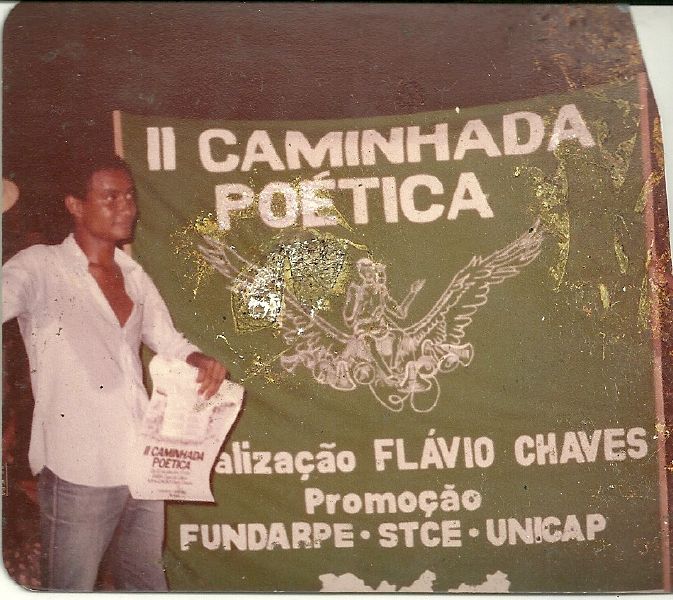 II CAMINHADA
POÉTICA
alização FLÁVIO CHAVES
Promoção
FUNDARPE · STCE · UNICAP
II CAMINHADA
POÉTICA